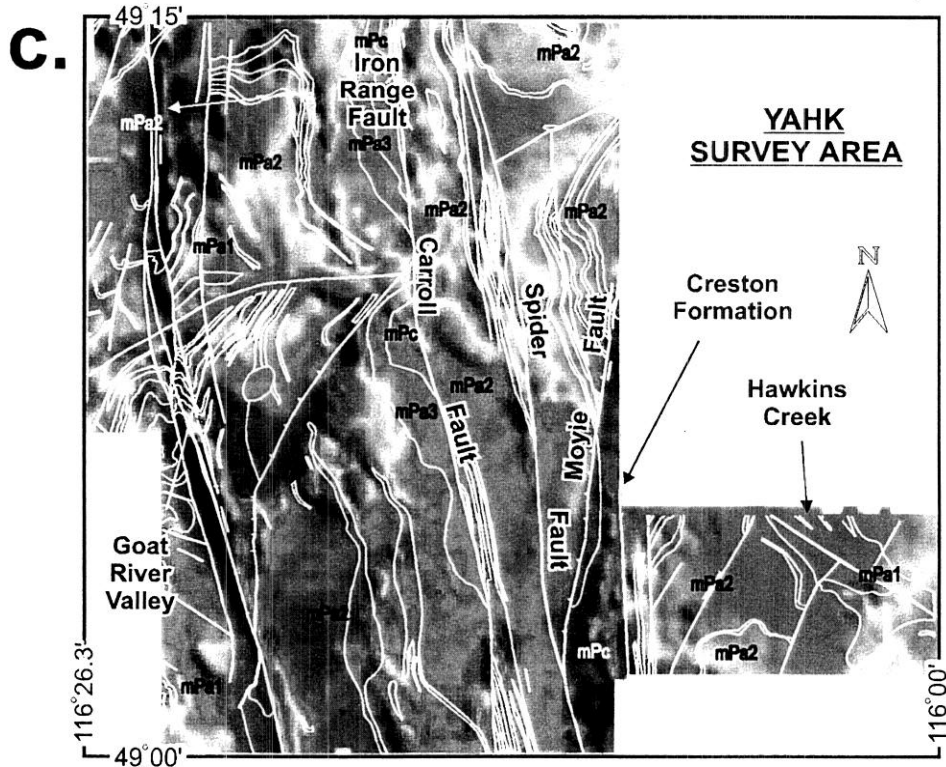 49°15'
C.
mPc
mPa2
Iron
Range
Fault
YAHK
SURVEY AREA
mPa2
mPa2
mPa3
mPa2
mPa2
mPa1
N
Carroll
Fault
Spider
Fault
Moyie
Fault
Creston
Formation
Hawkins
Creek
mPc
mPa2
mPa3
Goat
River
Valley
mPa2
mPa1
mPa2
mPc
mPa1
116°26.3'
49°00'
116°00'